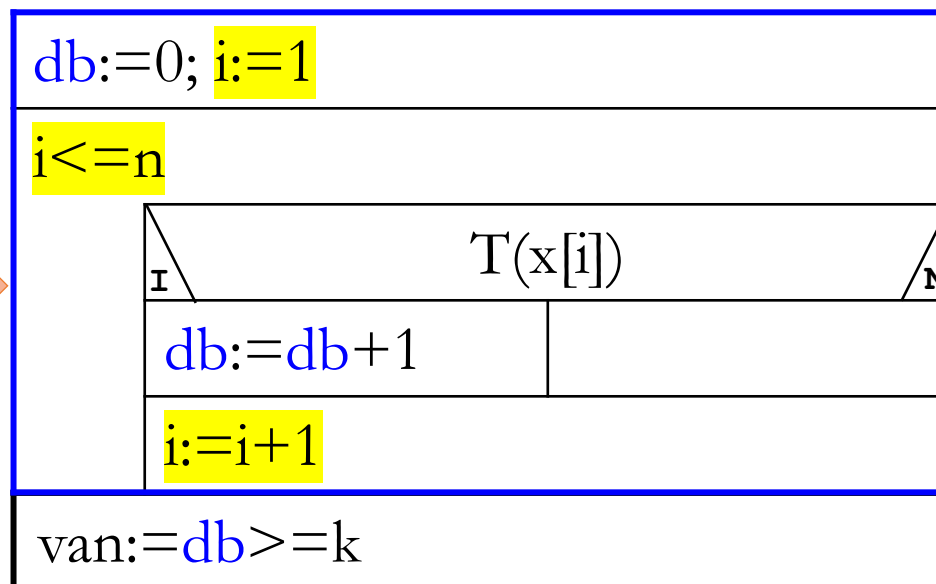 db:=0; i:=1
i<=n
T(x[i])
I N
db:=db+1
i:=i+1
van:=db>=k